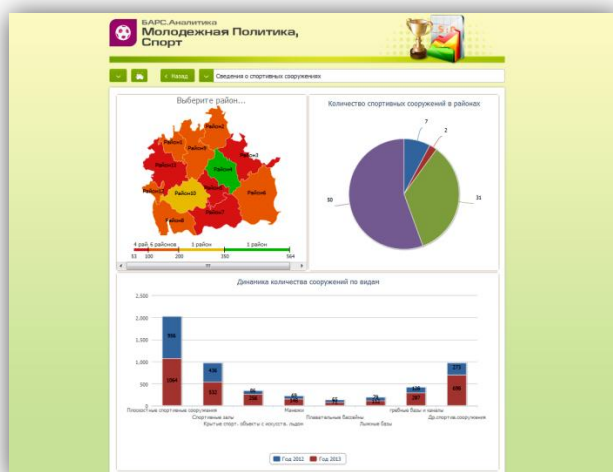 БАРС.Аналитика
Молодежная Политика,
Спорт
Назад
Сведения о спортивных сооружениях
Выберите район...
Район2
Район1
Район9
Район3
Район4
Район6
Район10
Район7
Район8
4 рай, 6 районов
1 район
1 район
53 100 200 350 564
Количество спортивных сооружений в районах
7
2
31
50
Динамика количества сооружений по видам
2.500
2.000
1.500
1.000
500
0
1064
436
532
273
Плоскостные спортивные сооружения
Манежи
Гребные базы и каналы
Спортивные залы
Плавательные бассейны
Др.спортив.сооружения
Крытые спорт. объекты с искусств. льдом
Лыжные базы
Год 2012
Год 2013